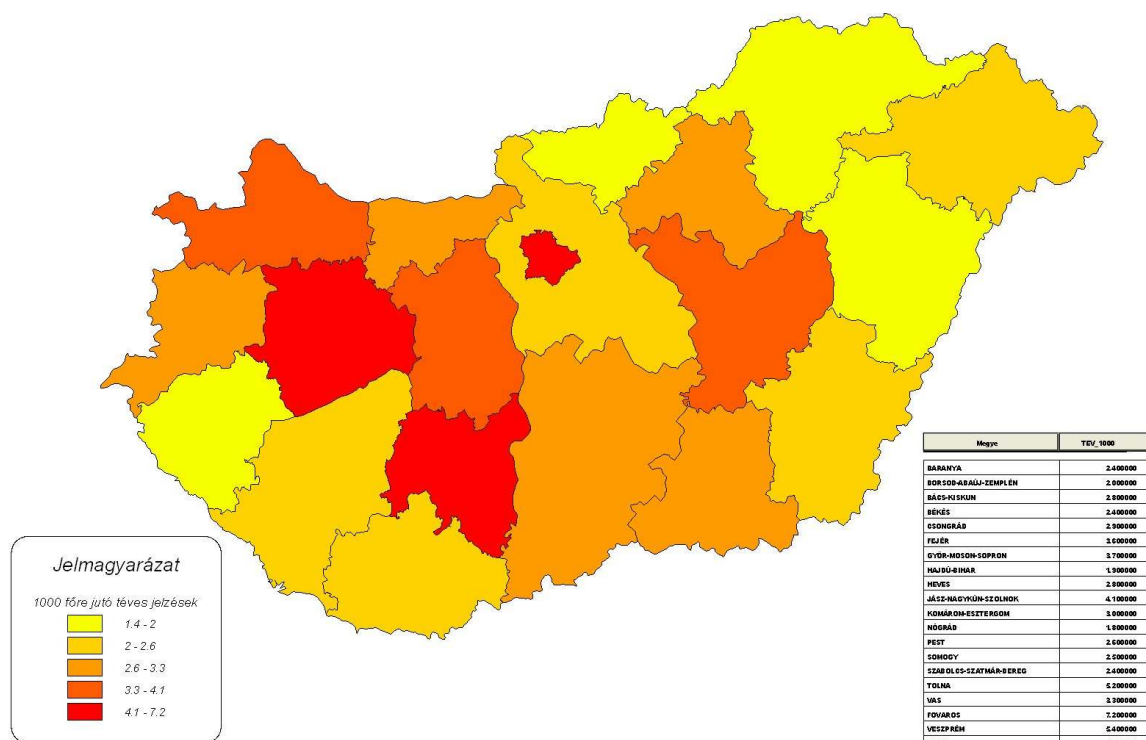 Megye TEV_1000
BARANYA 2.400000
BORSOD-ABAÚJ-ZEMPLÉN 2.000000
BÁCS-KISKUN 2.800000
BÉKÉS 2.400000
CSONGRÁD 2.900000
FEJÉR 3.600000
GYŐR-MOSON-SOPRON 3.700000
HAJDÚ-BIHAR 1.900000
HEVES 2.800000
JÁSZ-NAGYKÚN-SZOLNOK 4.100000
KOMÁROM-ESZTERGOM 3.000000
NÓGRÁD 1.800000
PEST 2.600000
SOMOGY 2.500000
SZABOLCS-SZATMÁR-BEREG 2.400000
TOLNA 5.200000
VAS 3.300000
FOVAROS 7.200000
VESZPRÉM 5.400000
Jelmagyarázat
1000 főre jutó téves jelzések
1.4 - 2
2 - 2.6
2.6 - 3.3
3.3 - 4.1
4.1 - 7.2